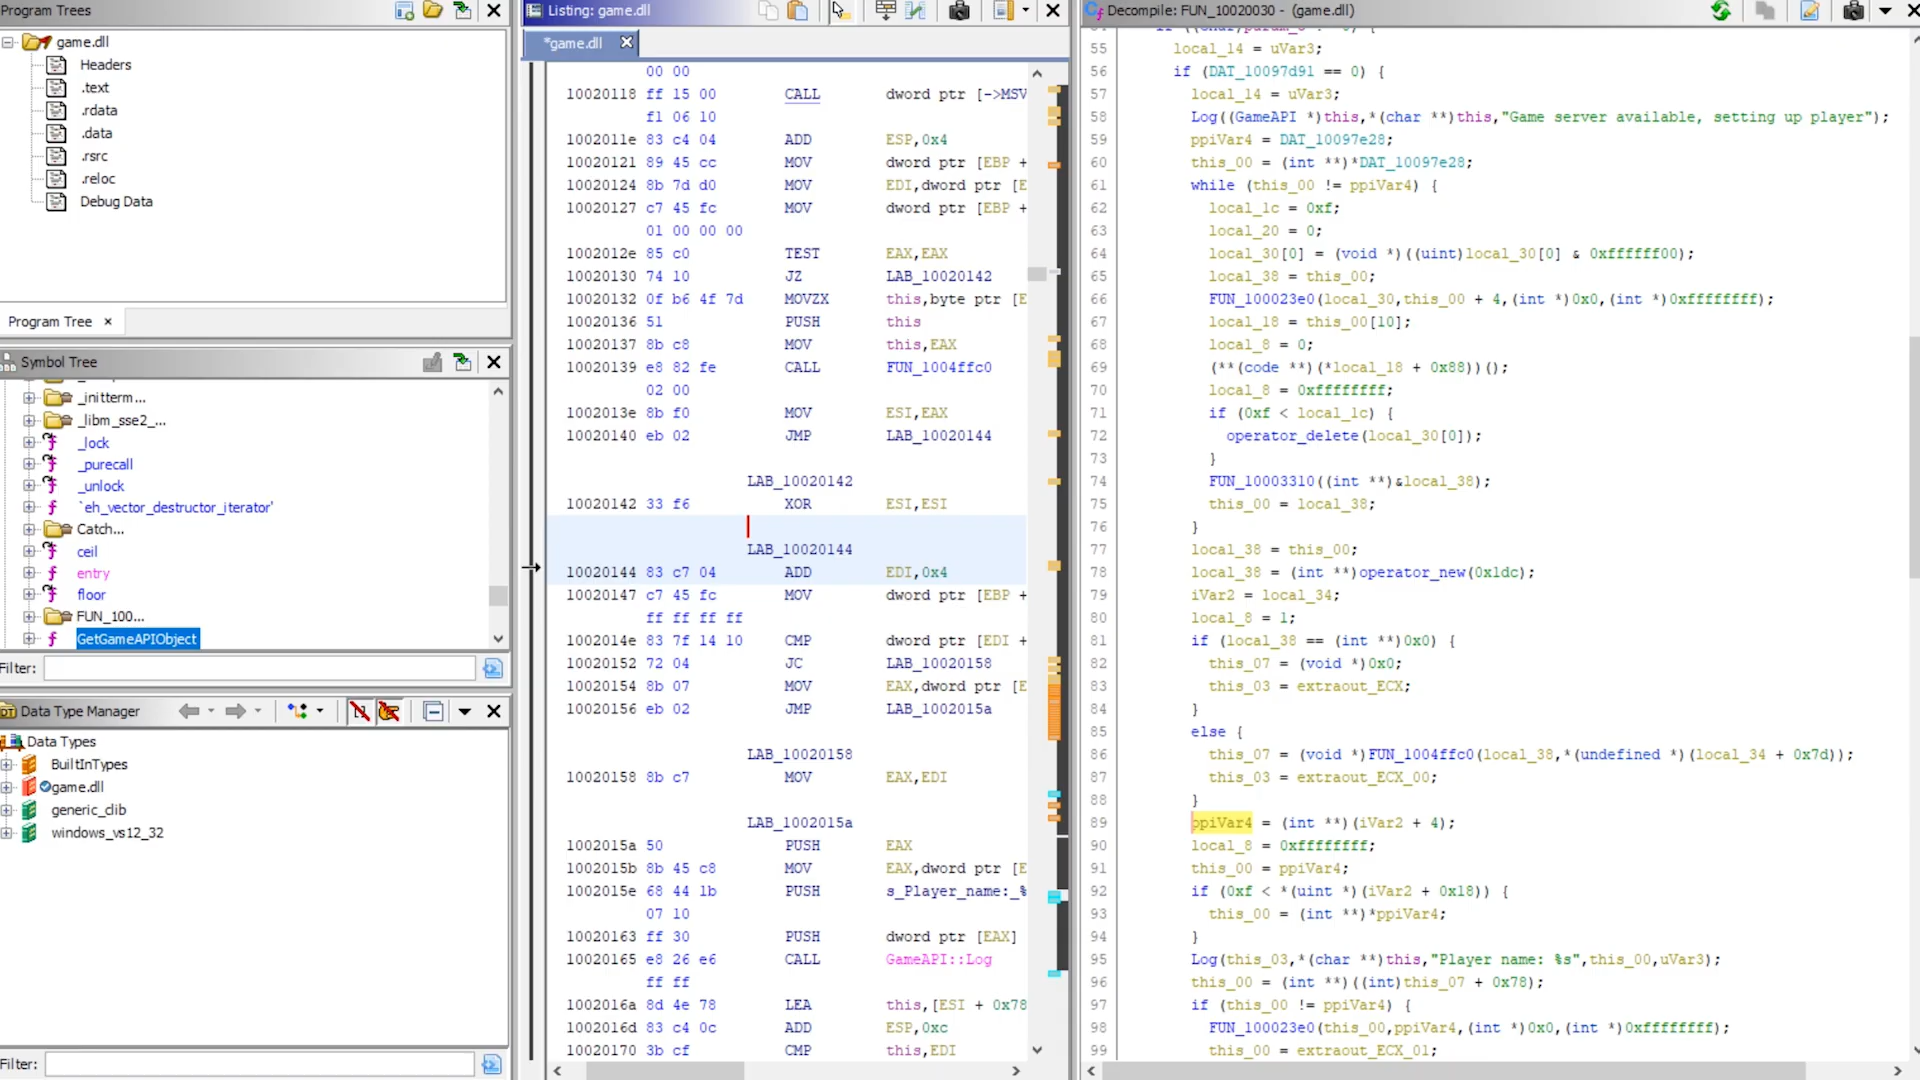 Program Trees
game.dll
Headers
.text
.rdata
.data
.rsrc
.reloc
Debug Data
Program Tree ×
Symbol Tree
_initterm...
_libm_sse2_...
_lock
_purecall
_unlock
`eh_vector_destructor_iterator'
Catch...
ceil
entry
floor
FUN_100...
GetGameAPIObject
Filter:
Data Type Manager
Data Types
BuiltInTypes
game.dll
generic_clib
windows_vs12_32
Filter:
Listing: game.dll
*game.dll
00 00
10020118 ff 15 00 CALL dword ptr [->MSV
f1 06 10
1002011e 83 c4 04 ADD ESP,0x4
10020121 89 45 cc MOV dword ptr [EBP +
10020124 8b 7d d0 MOV EDI,dword ptr [E
10020127 c7 45 fc MOV dword ptr [EBP +
01 00 00 00
1002012e 85 c0 TEST EAX,EAX
10020130 74 10 JZ LAB_10020142
10020132 0f b6 4f 7d MOVZX this,byte ptr [E
10020136 51 PUSH this
10020137 8b c8 MOV this,EAX
10020139 e8 82 fe CALL FUN_1004ffc0
02 00
1002013e 8b f0 MOV ESI,EAX
10020140 eb 02 JMP LAB_10020144
LAB_10020142
10020142 33 f6 XOR ESI,ESI
LAB_10020144
10020144 83 c7 04 ADD EDI,0x4
10020147 c7 45 fc MOV dword ptr [EBP +
ff ff ff ff
1002014e 83 7f 14 10 CMP dword ptr [EDI +
10020152 72 04 JC LAB_10020158
10020154 8b 07 MOV EAX,dword ptr [E
10020156 eb 02 JMP LAB_1002015a
LAB_10020158
10020158 8b c7 MOV EAX,EDI
LAB_1002015a
1002015a 50 PUSH EAX
1002015b 8b 45 c8 MOV EAX,dword ptr [E
1002015e 68 44 1b PUSH s_Player_name:_%
07 10
10020163 ff 30 PUSH dword ptr [EAX]
10020165 e8 26 e6 CALL GameAPI::Log
ff ff
1002016a 8d 4e 78 LEA this,[ESI + 0x78
1002016d 83 c4 0c ADD ESP,0xc
10020170 3b cf CMP this,EDI
Decompile: FUN_10020030 - (game.dll)
55 local_14 = uVar3;
56 if (DAT_10097d91 == 0) {
57 local_14 = uVar3;
58 Log((GameAPI *)this,*(char **)this,"Game server available, setting up player");
59 ppiVar4 = DAT_10097e28;
60 this_00 = (int **)*DAT_10097e28;
61 while (this_00 != ppiVar4) {
62 local_1c = 0xf;
63 local_20 = 0;
64 local_30[0] = (void *)((uint)local_30[0] & 0xffffff00);
65 local_38 = this_00;
66 FUN_100023e0(local_30,this_00 + 4,(int *)0x0,(int *)0xffffffff);
67 local_18 = this_00[10];
68 local_8 = 0;
69 (**(code **)(*local_18 + 0x88))();
70 local_8 = 0xffffffff;
71 if (0xf < local_1c) {
72 operator_delete(local_30[0]);
73 }
74 FUN_10003310((int **)&local_38);
75 this_00 = local_38;
76 }
77 local_38 = this_00;
78 local_38 = (int **)operator_new(0x1dc);
79 iVar2 = local_34;
80 local_8 = 1;
81 if (local_38 == (int **)0x0) {
82 this_07 = (void *)0x0;
83 this_03 = extraout_ECX;
84 }
85 else {
86 this_07 = (void *)FUN_1004ffc0(local_38,*(undefined *)(local_34 + 0x7d));
87 this_03 = extraout_ECX_00;
88 }
89 ppiVar4 = (int **)(iVar2 + 4);
90 local_8 = 0xffffffff;
91 this_00 = ppiVar4;
92 if (0xf < *(uint *)(iVar2 + 0x18)) {
93 this_00 = (int **)*ppiVar4;
94 }
95 Log(this_03,*(char **)this,"Player name: %s",this_00,uVar3);
96 this_00 = (int **)((int)this_07 + 0x78);
97 if (this_00 != ppiVar4) {
98 FUN_100023e0(this_00,ppiVar4,(int *)0x0,(int *)0xffffffff);
99 this_00 = extraout_ECX_01;